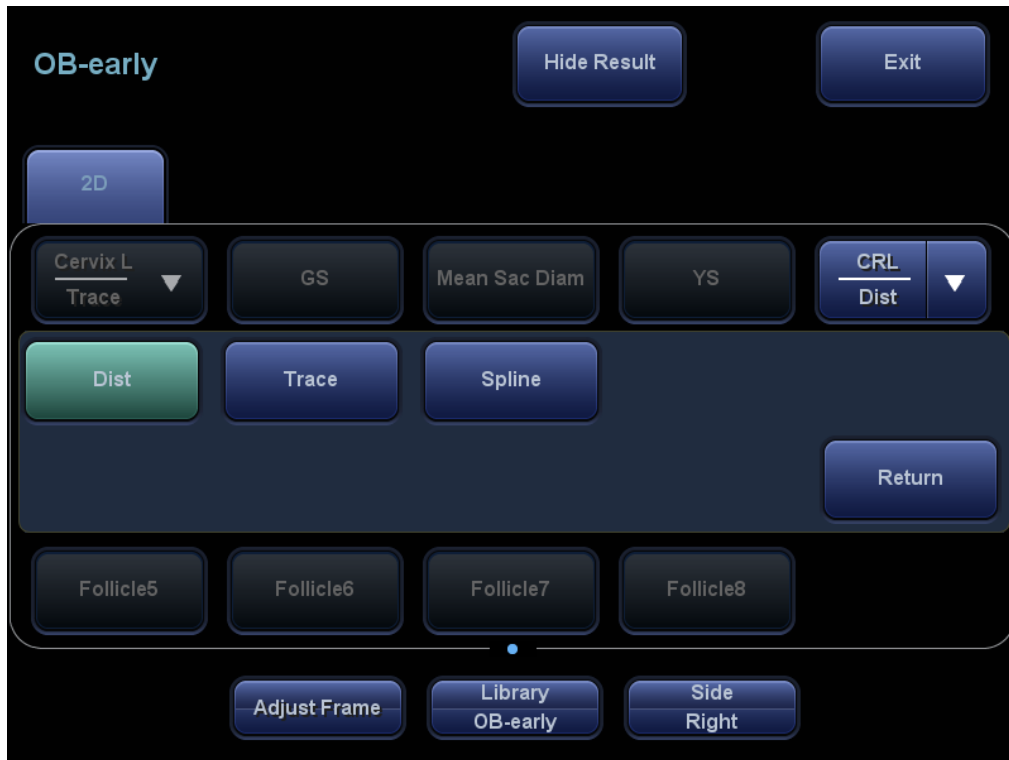 OB-early
Hide Result
Exit
2D
Cervix L
Trace
GS
Mean Sac Diam
YS
CRL
Dist
Dist
Trace
Spline
Return
Follicle5
Follicle6
Follicle7
Follicle8
Adjust Frame
Library
OB-early
Side
Right